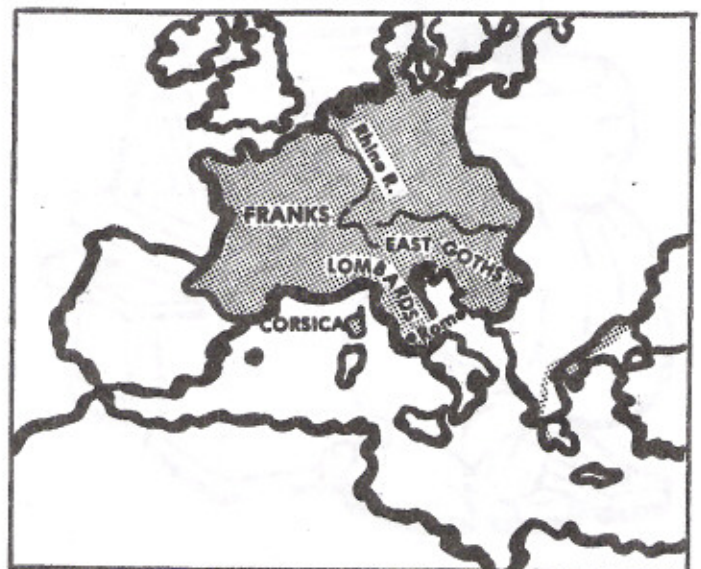 Rhine R.
FRANKS
EAST GOTHS
LOMBARDS
CORSICA
Rome